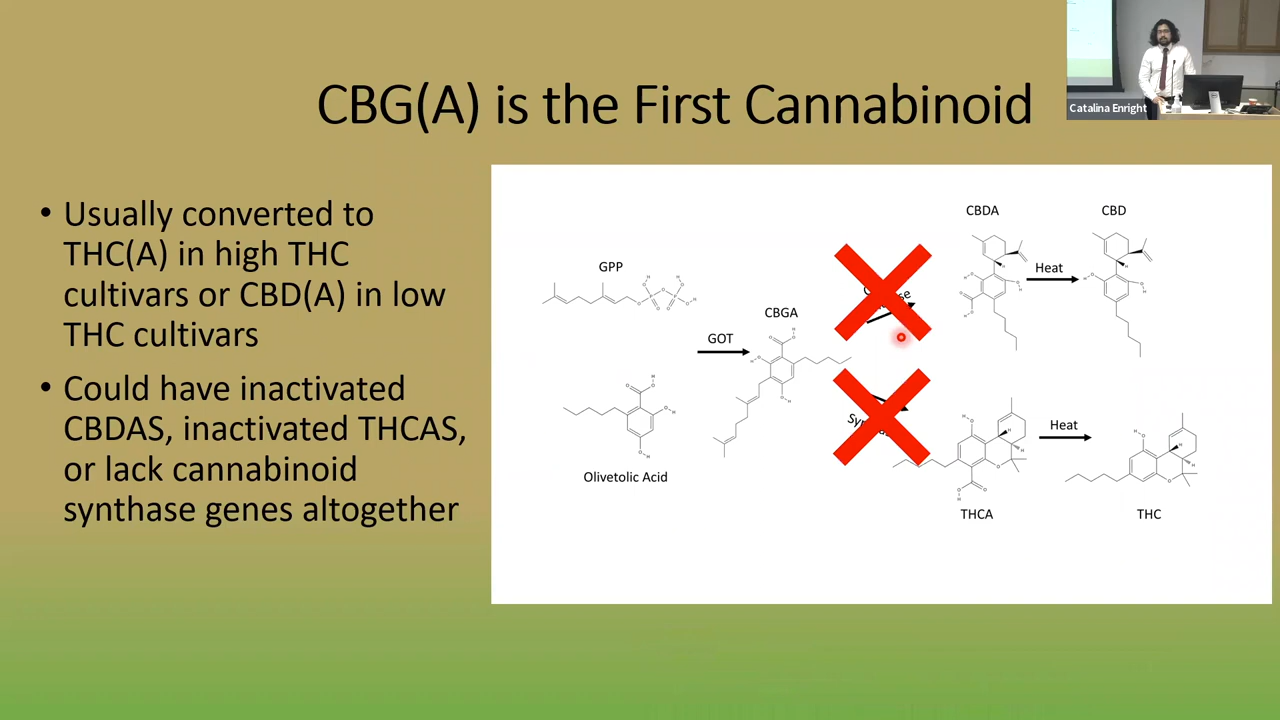 CBG(A) is the First Cannabinoid
Catalina Enright
• Usually converted to
THC(A) in high THC
cultivars or CBD(A) in low
THC cultivars
• Could have inactivated
CBDAS, inactivated THCAS,
or lack cannabinoid
synthase genes altogether
GPP
Olivetolic Acid
GOT
CBGA
CBDA
Heat
CBD
THCA
Heat
THC